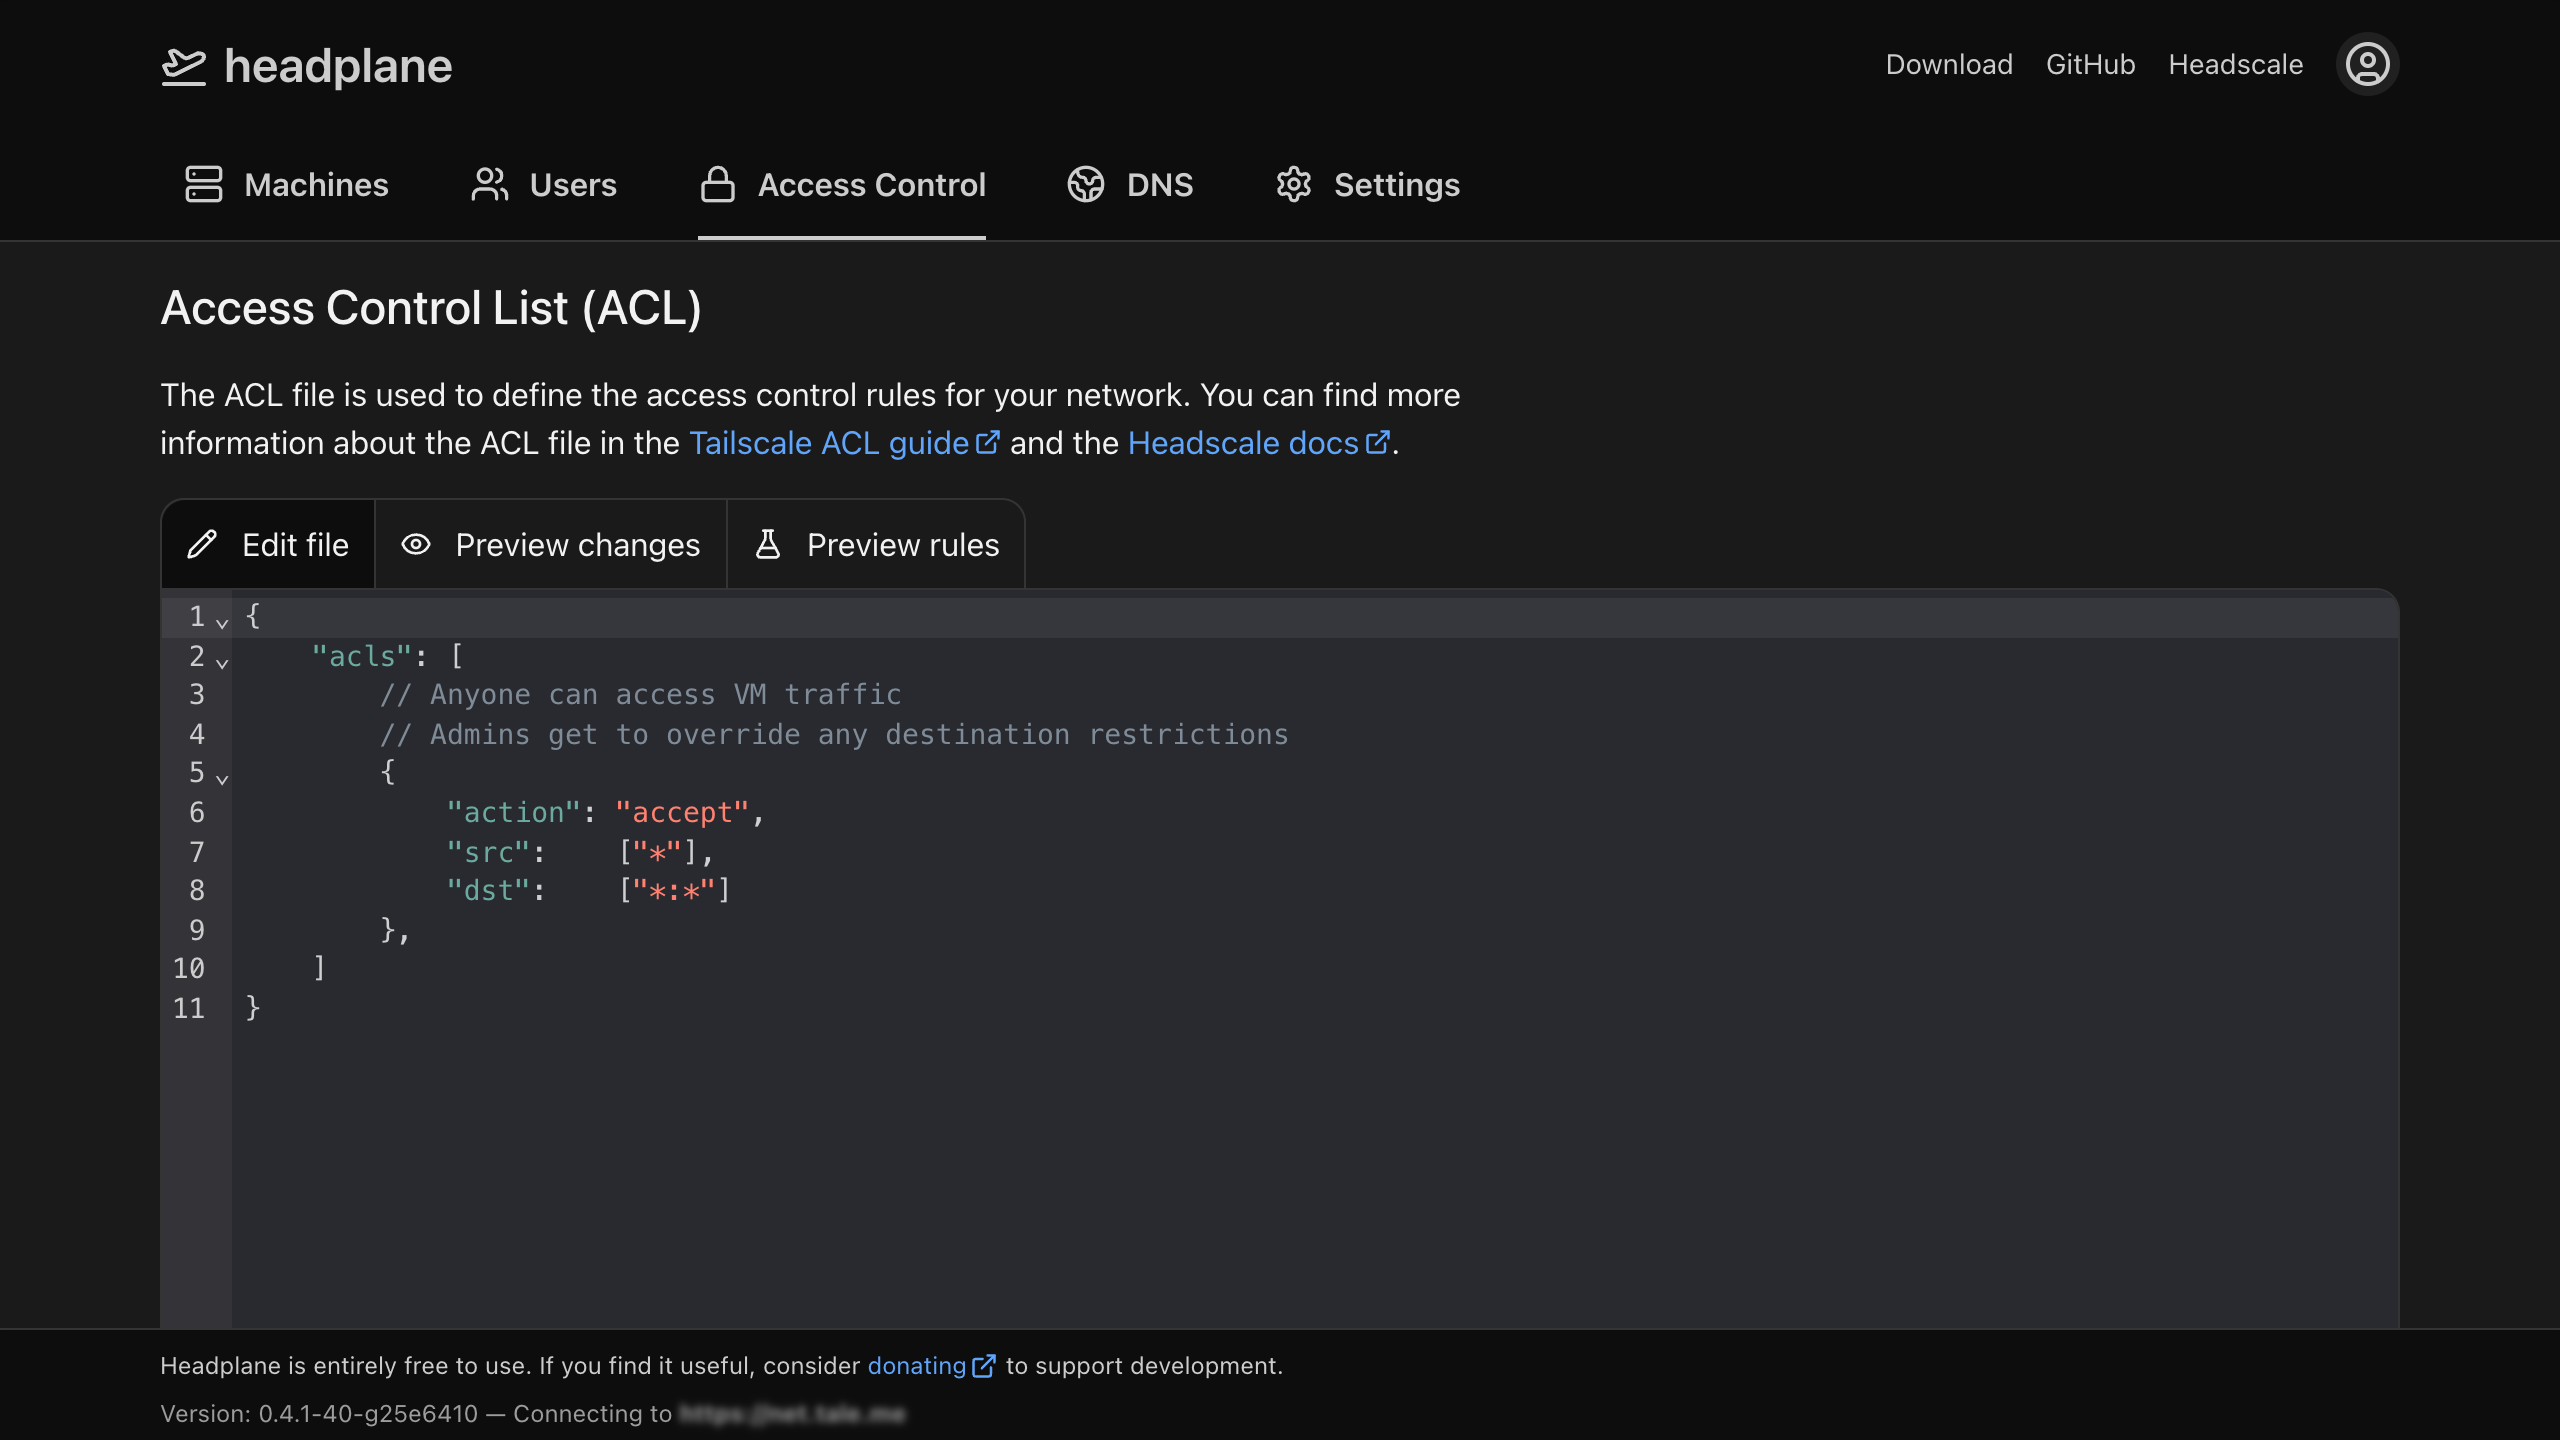 headplane
Download GitHub Headscale
Machines Users Access Control DNS Settings
Access Control List (ACL)
The ACL file is used to define the access control rules for your network. You can find more
information about the ACL file in the Tailscale ACL guide and the Headscale docs.
Edit file Preview changes Preview rules
1 {
2     "acls": [
3         // Anyone can access VM traffic
4         // Admins get to override any destination restrictions
5         {
6             "action": "accept",
7             "src":    ["*"],
8             "dst":    ["*:*"]
9         },
10     ]
11 }
Headplane is entirely free to use. If you find it useful, consider donating to support development.
Version: 0.4.1-40-g25e6410 — Connecting to